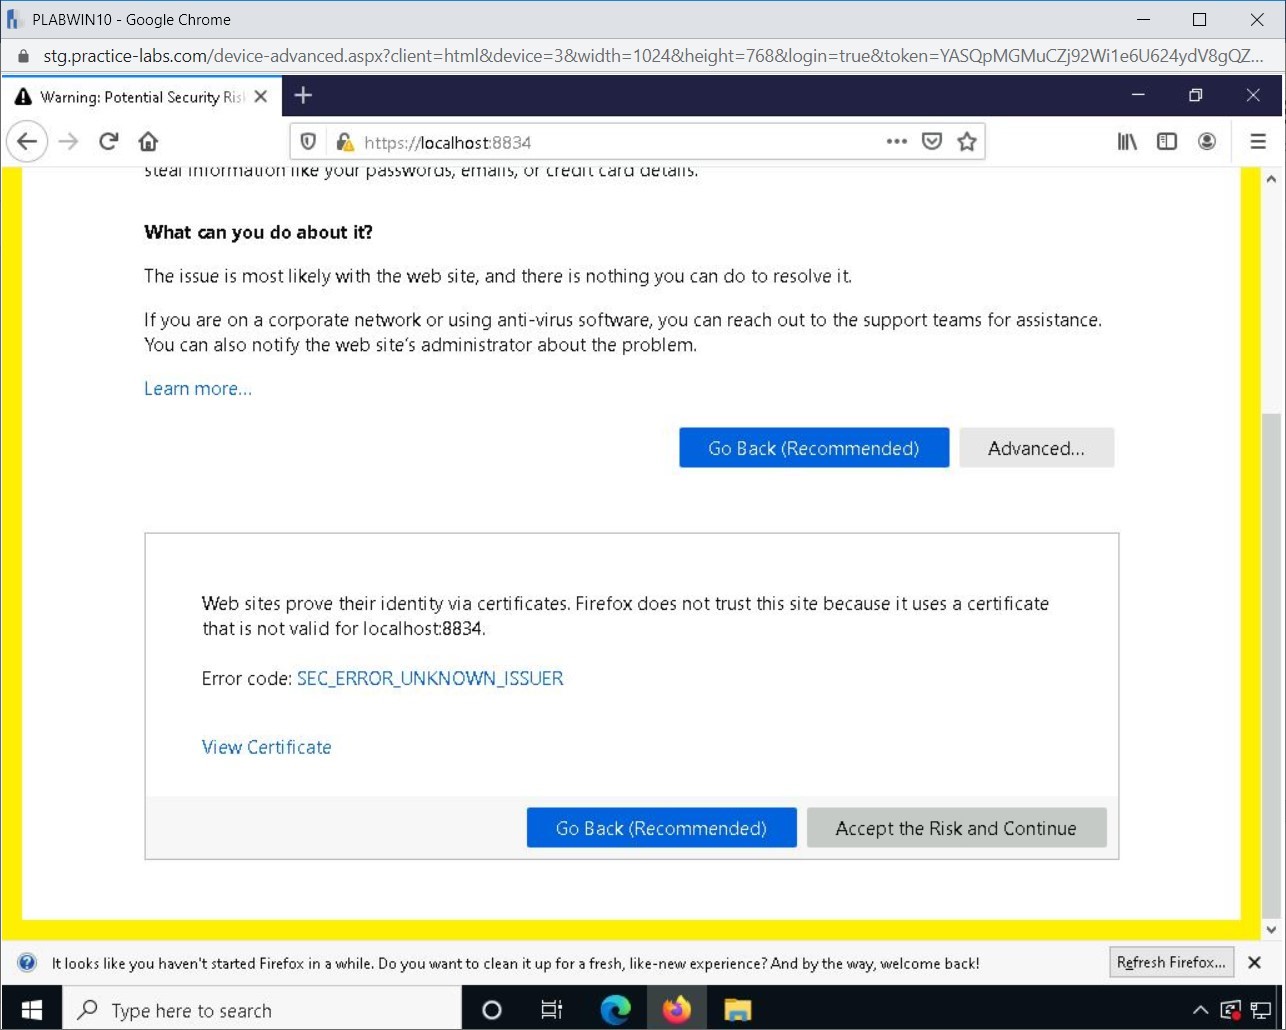 PLABWIN10 - Google Chrome
stg.practice-labs.com/device-advanced.aspx?client=html&device=3&width=1024&height=768&login=true&token=YASQpMGMuCZj92Wi1e6U624ydV8gQZ...
Warning: Potential Security Ris
https://localhost:8834
steal information like your passwords, emails, or credit card details.
What can you do about it?
The issue is most likely with the web site, and there is nothing you can do to resolve it.
If you are on a corporate network or using anti-virus software, you can reach out to the support teams for assistance.
You can also notify the web site's administrator about the problem.
Learn more...
Go Back (Recommended) Advanced...
Web sites prove their identity via certificates. Firefox does not trust this site because it uses a certificate
that is not valid for localhost:8834.
Error code: SEC_ERROR_UNKNOWN_ISSUER
View Certificate
Go Back (Recommended) Accept the Risk and Continue
It looks like you haven't started Firefox in a while. Do you want to clean it up for a fresh, like-new experience? And by the way, welcome back! Refresh Firefox...
Type here to search